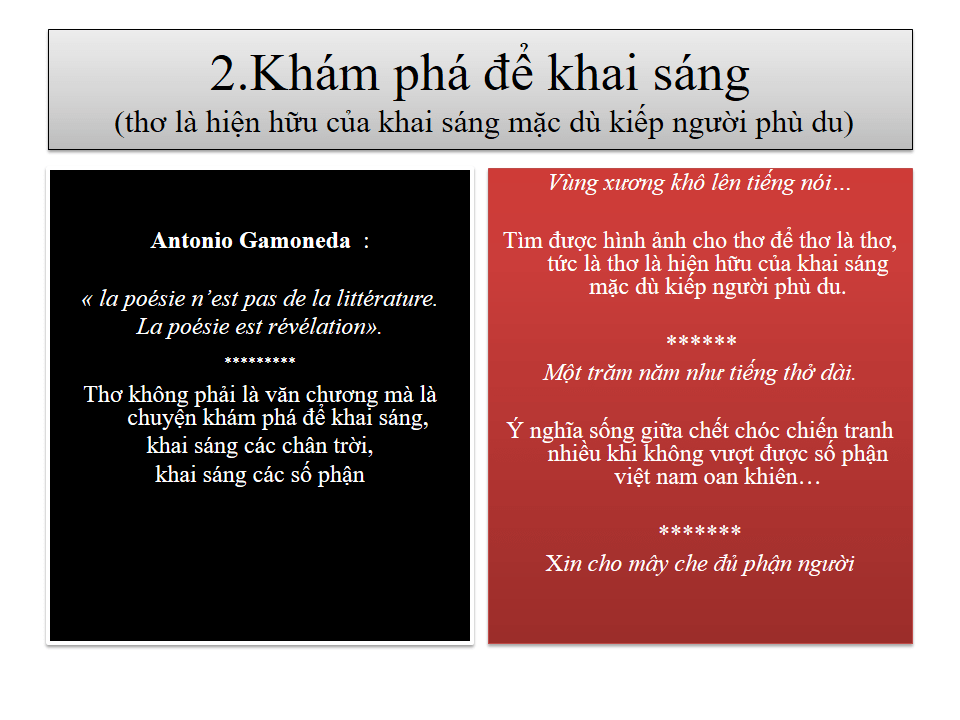 2.Khám phá để khai sáng
(thơ là hiện hữu của khai sáng mặc dù kiếp người phù du)
Antonio Gamoneda :
« la poésie n’est pas de la littérature.
La poésie est révélation».
*********
Thơ không phải là văn chương mà là
chuyện khám phá để khai sáng,
khai sáng các chân trời,
khai sáng các số phận
Vùng xương khô lên tiếng nói…
Tìm được hình ảnh cho thơ để thơ là thơ,
tức là thơ là hiện hữu của khai sáng
mặc dù kiếp người phù du.
******
Một trăm năm như tiếng thở dài.
Ý nghĩa sống giữa chết chóc chiến tranh
nhiều khi không vượt được số phận
việt nam oan khiên…
*******
Xin cho mây che đủ phận người